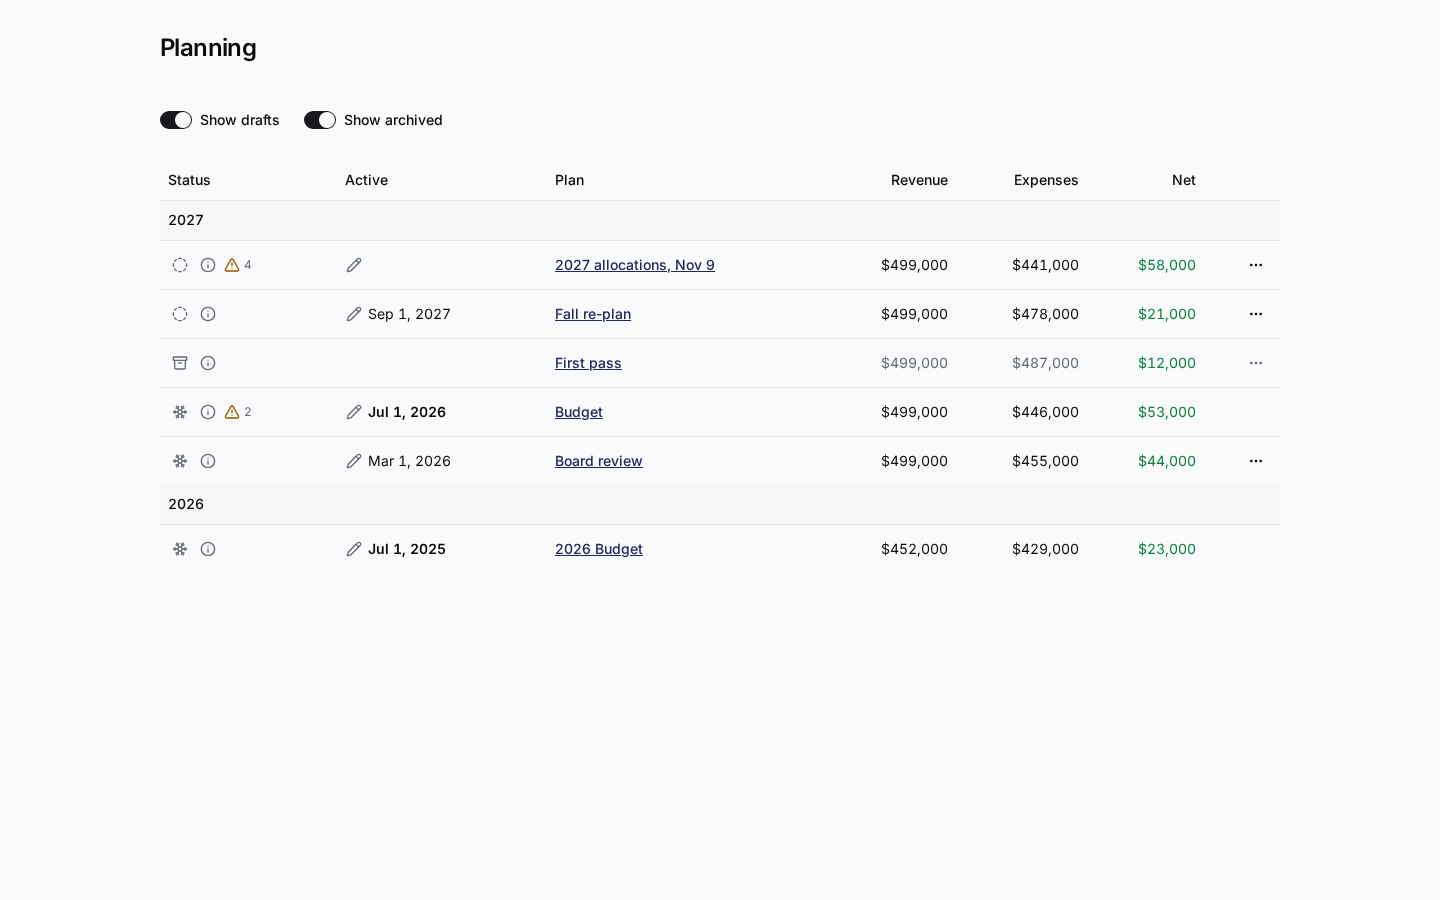 Planning
Show drafts Show archived
Status Active Plan Revenue Expenses Net
2027
4 2027 allocations, Nov 9 $499,000 $441,000 $58,000
Sep 1, 2027 Fall re-plan $499,000 $478,000 $21,000
First pass $499,000 $487,000 $12,000
2 Jul 1, 2026 Budget $499,000 $446,000 $53,000
Mar 1, 2026 Board review $499,000 $455,000 $44,000
2026
Jul 1, 2025 2026 Budget $452,000 $429,000 $23,000